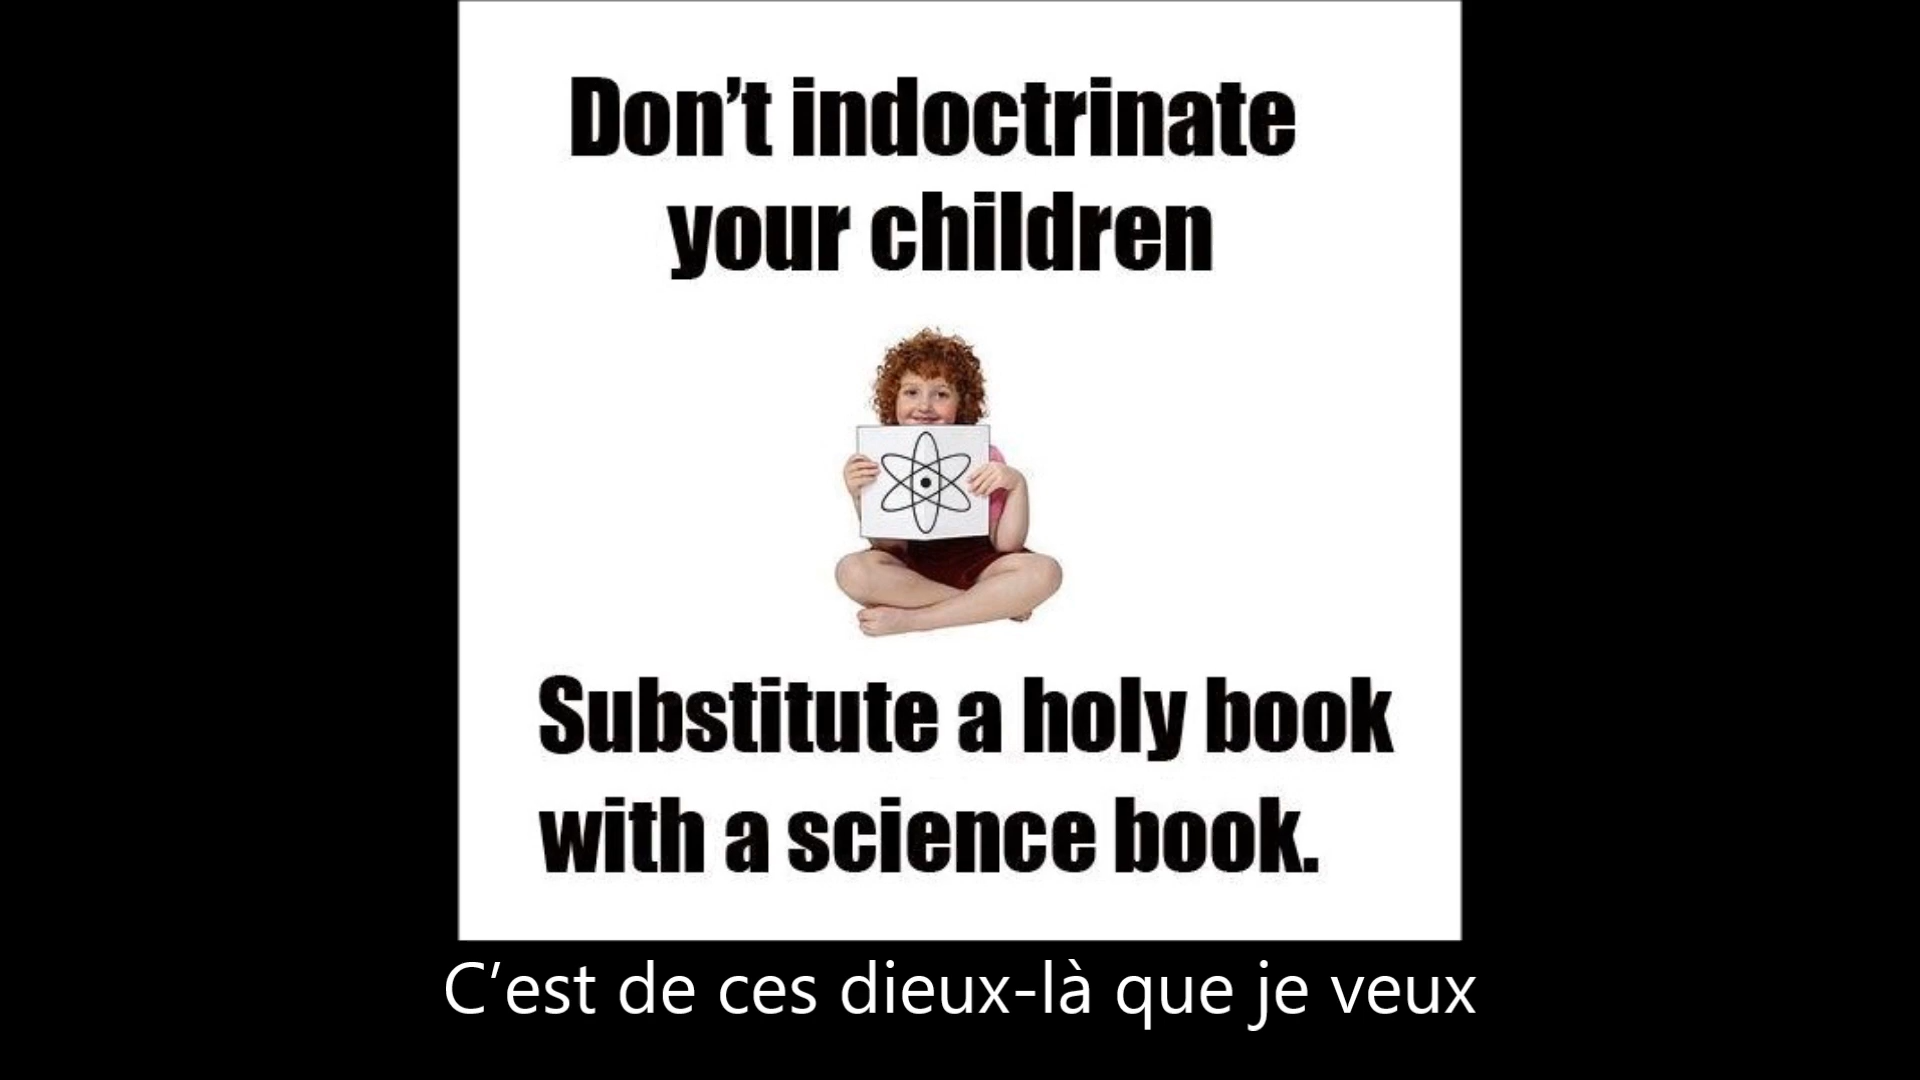 Don’t indoctrinate
your children
Substitute a holy book
with a science book.
C’est de ces dieux-là que je veux